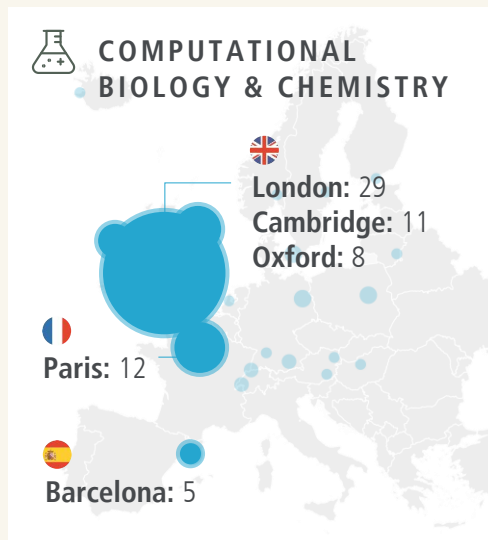 COMPUTATIONAL
BIOLOGY & CHEMISTRY
London: 29
Cambridge: 11
Oxford: 8
Paris: 12
Barcelona: 5